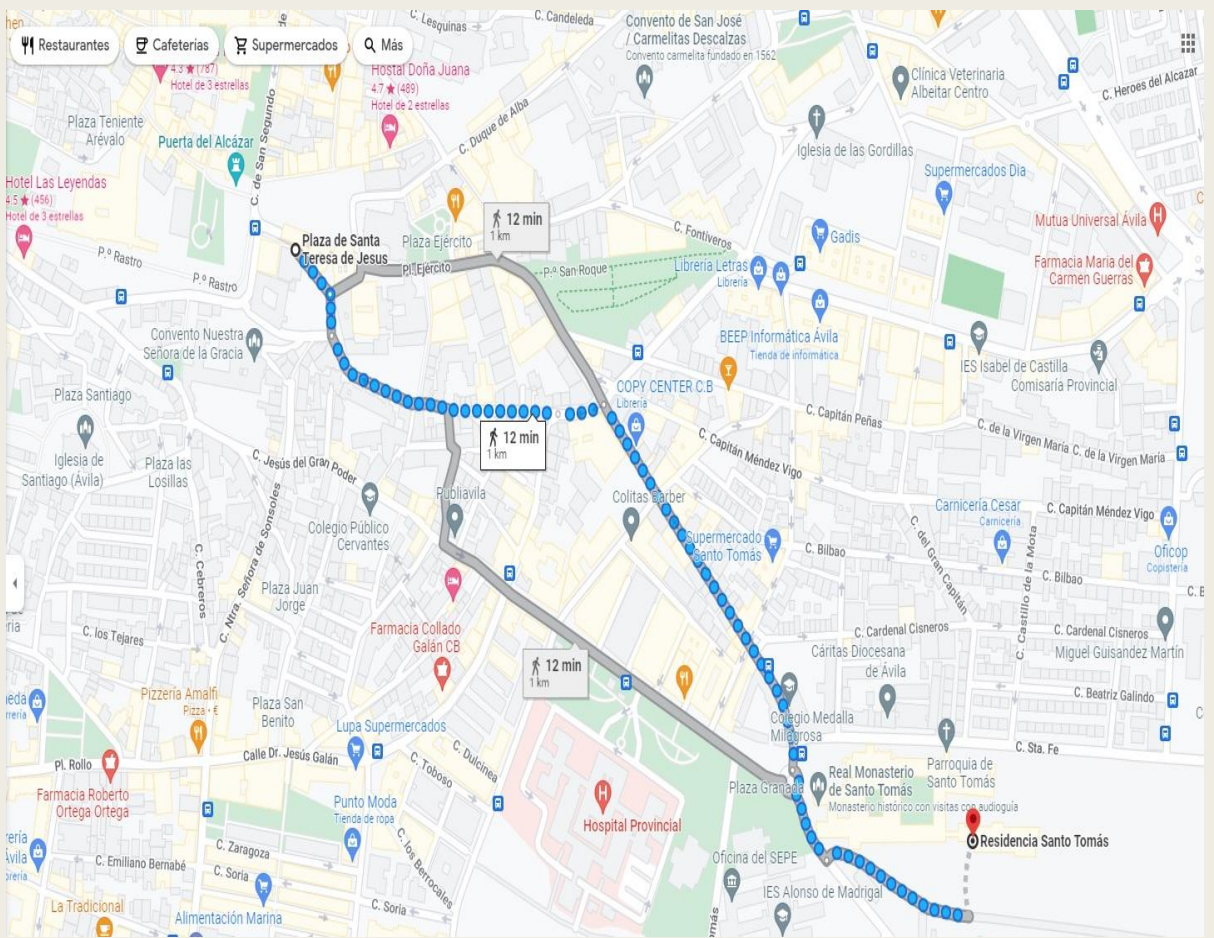 Restaurantes
Cafeterías
Supermercados
Más
C. Lesquinas
C. Candeleda
Convento de San José
/ Carmelitas Descalzas
Convento carmelita fundado en 1562
4.3 ★ (787)
Hotel de 3 estrellas
Hostal Doña Juana
4.7 ★ (489)
Hotel de 2 estrellas
Clínica Veterinaria
Albeitar Centro
C. Heroes del Alcazar
Plaza Teniente
Arévalo
Puerta del Alcázar
C. de San Segundo
C. Duque de Alba
Iglesia de las Gordillas
Supermercados Dia
Hotel Las Leyendas
4.5 ★ (456)
Hotel de 3 estrellas
Mutua Universal Ávila
12 min
1 km
C. Fontiveros
Gadis
Plaza de Santa
Teresa de Jesus
Plaza Ejército
Pl. Ejército
P.º San Roque
Librería Letras
Librería
Farmacia Maria del
Carmen Guerras
P.º Rastro
P.º Rastro
Convento Nuestra
Señora de la Gracia
BEEP Informática Ávila
Tienda de informática
IES Isabel de Castilla
Comisaría Provincial
Plaza Santiago
COPY CENTER C.B
Librería
C. Capitán Peñas
C. de la Virgen María
C. de la Virgen María
12 min
1 km
C. Capitán Méndez Vigo
Iglesia de
Santiago (Ávila)
Plaza las
Losillas
C. Jesús del Gran Poder
Publiavila
Colitas Barber
Carnicería Cesar
Carnicería
C. Capitán Méndez Vigo
Colegio Público
Cervantes
Supermercado
Santo Tomás
C. Bilbao
C. del Gran Capitán
C. Castillo de la Mota
Oficop
Copistería
C. Cebreros
C. Ntra. Señora de Sonsoles
Plaza Juan
Jorge
C. Bilbao
C. los Tejares
Farmacia Collado
Galán CB
C. Cardenal Cisneros
C. Cardenal Cisneros
Cáritas Diocesana
de Ávila
Miguel Guisandez Martín
12 min
1 km
Pizzería Amalfi
Pizza • €
Plaza San
Benito
C. Beatriz Galindo
Lupa Supermercados
Colegio Medalla
Milagrosa
C. Sta. Fe
Pl. Rollo
Calle Dr. Jesús Galán
C. Toboso
C. Dulcinea
Parroquia de
Santo Tomás
Farmacia Roberto
Ortega Ortega
Plaza Granada
Real Monasterio
de Santo Tomás
Monasterio histórico con visitas con audioguía
Punto Moda
Tienda de ropa
Hospital Provincial
Residencia Santo Tomás
C. Zaragoza
C. los Berrocales
C. Emiliano Bernabé
C. Soria
Oficina del SEPE
IES Alonso de Madrigal
La Tradicional
Alimentación Marina
C. Soria